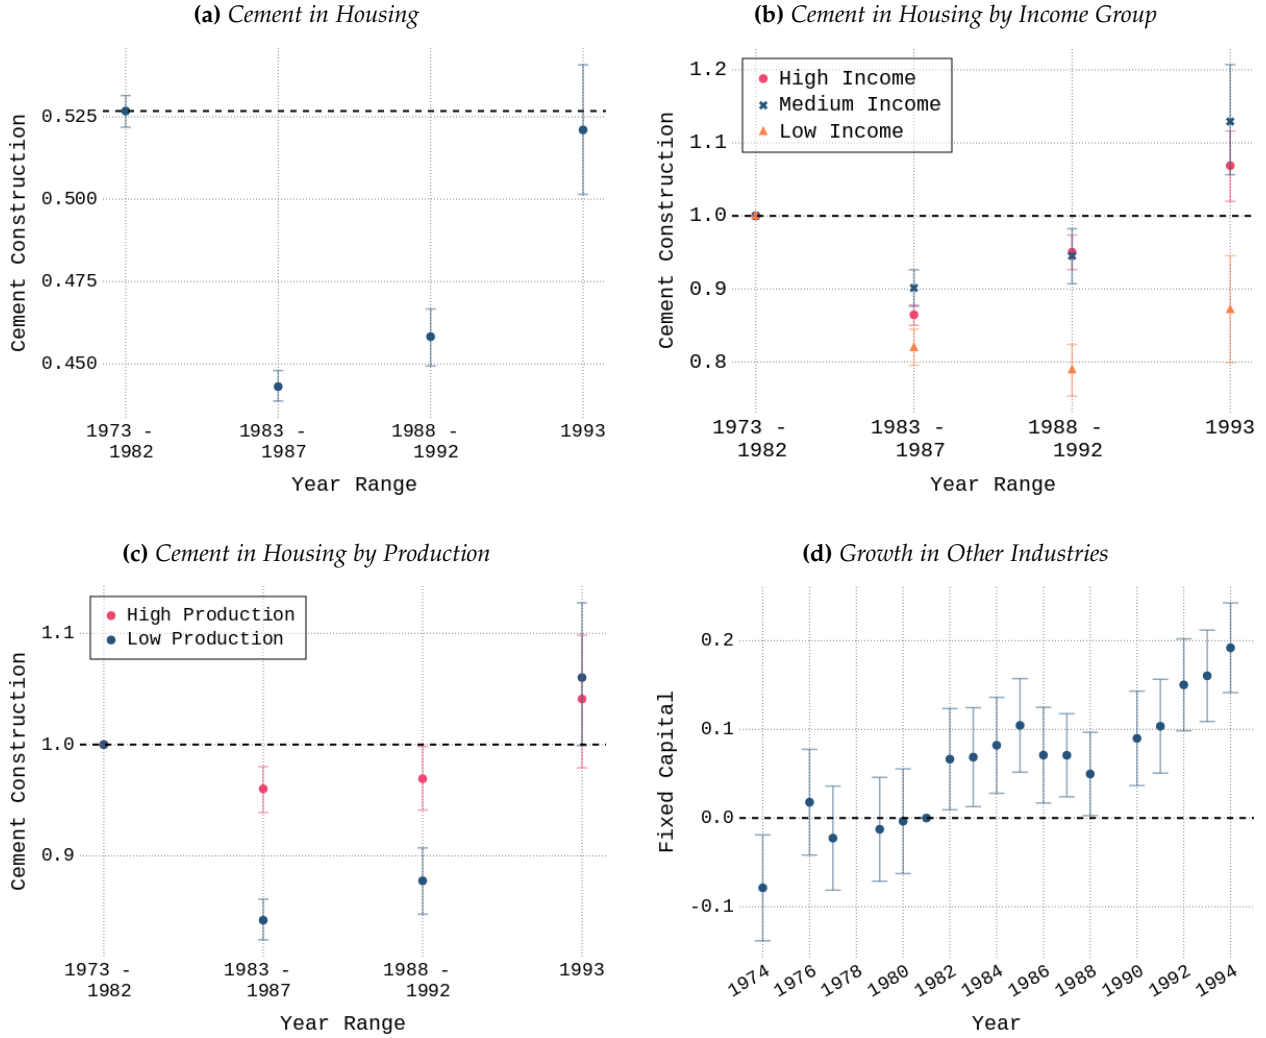 (a) Cement in Housing
Cement Construction
0.525
0.500
0.475
0.450
1973 -
1982
1983 -
1987
1988 -
1992
1993
Year Range
(b) Cement in Housing by Income Group
High Income
Medium Income
Low Income
Cement Construction
1.2
1.1
1.0
0.9
0.8
1973 -
1982
1983 -
1987
1988 -
1992
1993
Year Range
(c) Cement in Housing by Production
High Production
Low Production
Cement Construction
1.1
1.0
0.9
1973 -
1982
1983 -
1987
1988 -
1992
1993
Year Range
(d) Growth in Other Industries
Fixed Capital
0.2
0.1
0.0
-0.1
1974
1976
1978
1980
1982
1984
1986
1988
1990
1992
1994
Year